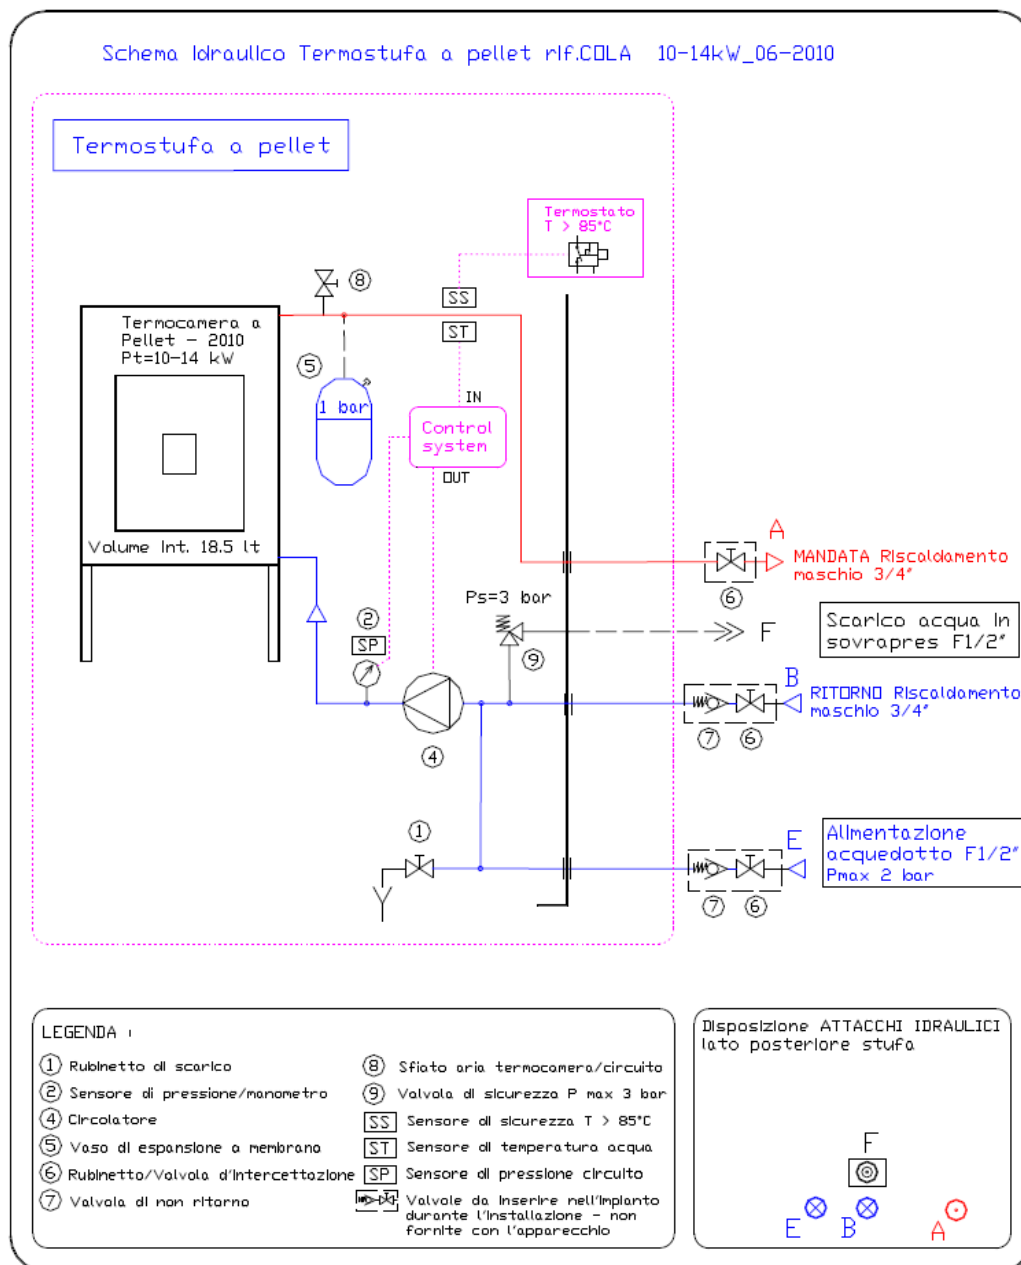 Schema Idraulico Termostufa a pellet rif.COLA 10-14kW_06-2010
Termostufa a pellet
Termostato
T > 85°C
8
SS
ST
Termocamera a
Pellet - 2010
Pt=10-14 kW
5
1 bar
IN
Control
system
OUT
Volume int. 18.5 lt
A
MANDATA Riscaldamento
maschio 3/4"
6
Ps=3 bar
2
SP
9
F
Scarico acqua in
sovrapres F1/2"
B
RITORNO Riscaldamento
maschio 3/4"
4
7
6
1
E
Alimentazione
acquedotto F1/2"
Pmax 2 bar
7
6
LEGENDA :
1 Rubinetto di scarico
2 Sensore di pressione/manometro
4 Circolatore
5 Vaso di espansione a membrana
6 Rubinetto/Valvola d'intercettazione
7 Valvola di non ritorno
8 Sfiato aria termocamera/circuito
9 Valvola di sicurezza P max 3 bar
SS Sensore di sicurezza T > 85°C
ST Sensore di temperatura acqua
SP Sensore di pressione circuito
Valvole da inserire nell'impianto
durante l'installazione - non
fornite con l'apparecchio
Disposizione ATTACCHI IDRAULICI
lato posteriore stufa
F
E
B
A